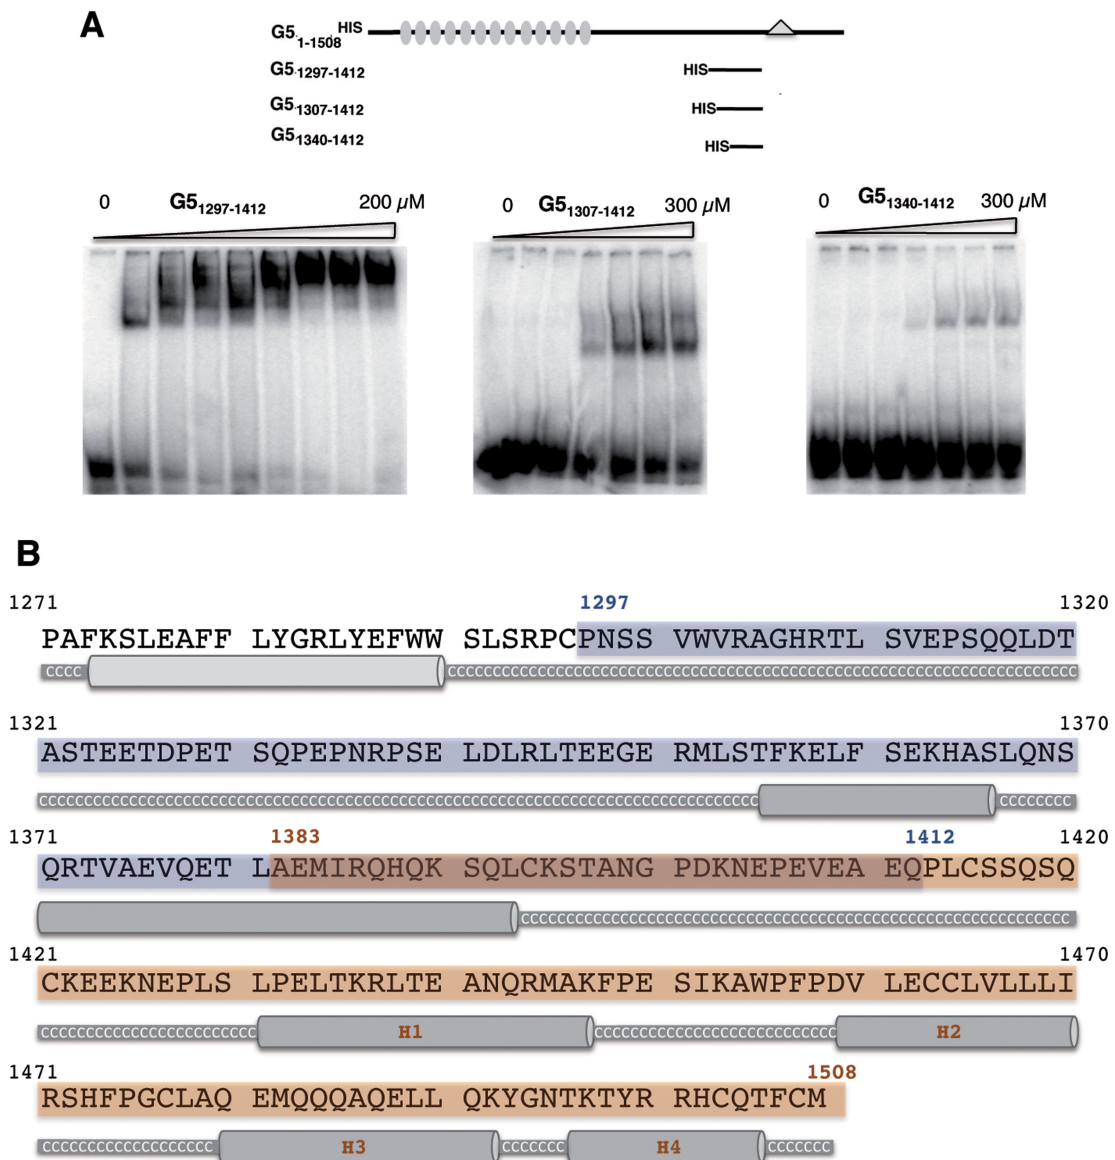 A
G5 1-1508 HIS
G5 1297-1412 HIS
G5 1307-1412 HIS
G5 1340-1412 HIS
0 G5 1297-1412 200 µM
0 G5 1307-1412 300 µM
0 G5 1340-1412 300 µM
B
1271 1297 1320
PAFKSLEAFF LYGRLYEFWW SLSRPCPNSS VWVRAGHRTL SVEPSQQLDT
1321 1370
ASTEETDPET SQPEPNRPSE LDLRLTEEGE RMLSTFKELF SEKHASLQNS
1371 1383 1412 1420
QRTVAEVQET LAEMIRQHQK SQLCKSTANG PDKNEPEVEA EQPLCSSQSQ
1421 1470
CKEEKNEPLS LPELTKRLTE ANQRMAKFPE SIKAWPFPDV LECCLVLLLI
H1 H2
1471 1508
RSHFPGCLAQ EMQQQAQELL QKYGNTKTYR RHCQTFCM
H3 H4